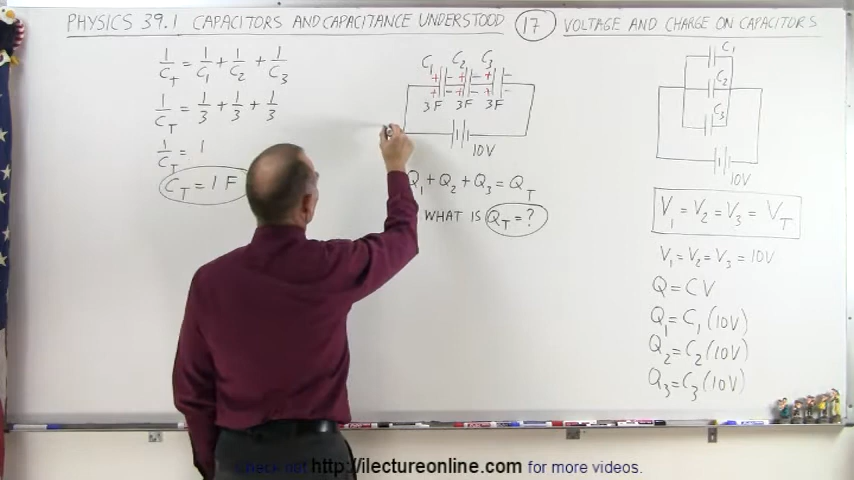 PHYSICS 39.1 CAPACITORS AND CAPACITANCE UNDERSTOOD 17 VOLTAGE AND CHARGE ON CAPACITORS
1/C_T = 1/C_1 + 1/C_2 + 1/C_3
1/C_T = 1/3 + 1/3 + 1/3
1/C_T = 1
C_T = 1 F
C_1 C_2 C_3
3F 3F 3F
10V
Q_1 + Q_2 + Q_3 = Q_T
WHAT IS Q_T = ?
C_1
C_2
C_3
10V
V_1 = V_2 = V_3 = V_T
V_1 = V_2 = V_3 = 10V
Q = CV
Q_1 = C_1 (10V)
Q_2 = C_2 (10V)
Q_3 = C_3 (10V)
Check out http://ilectureonline.com for more videos.